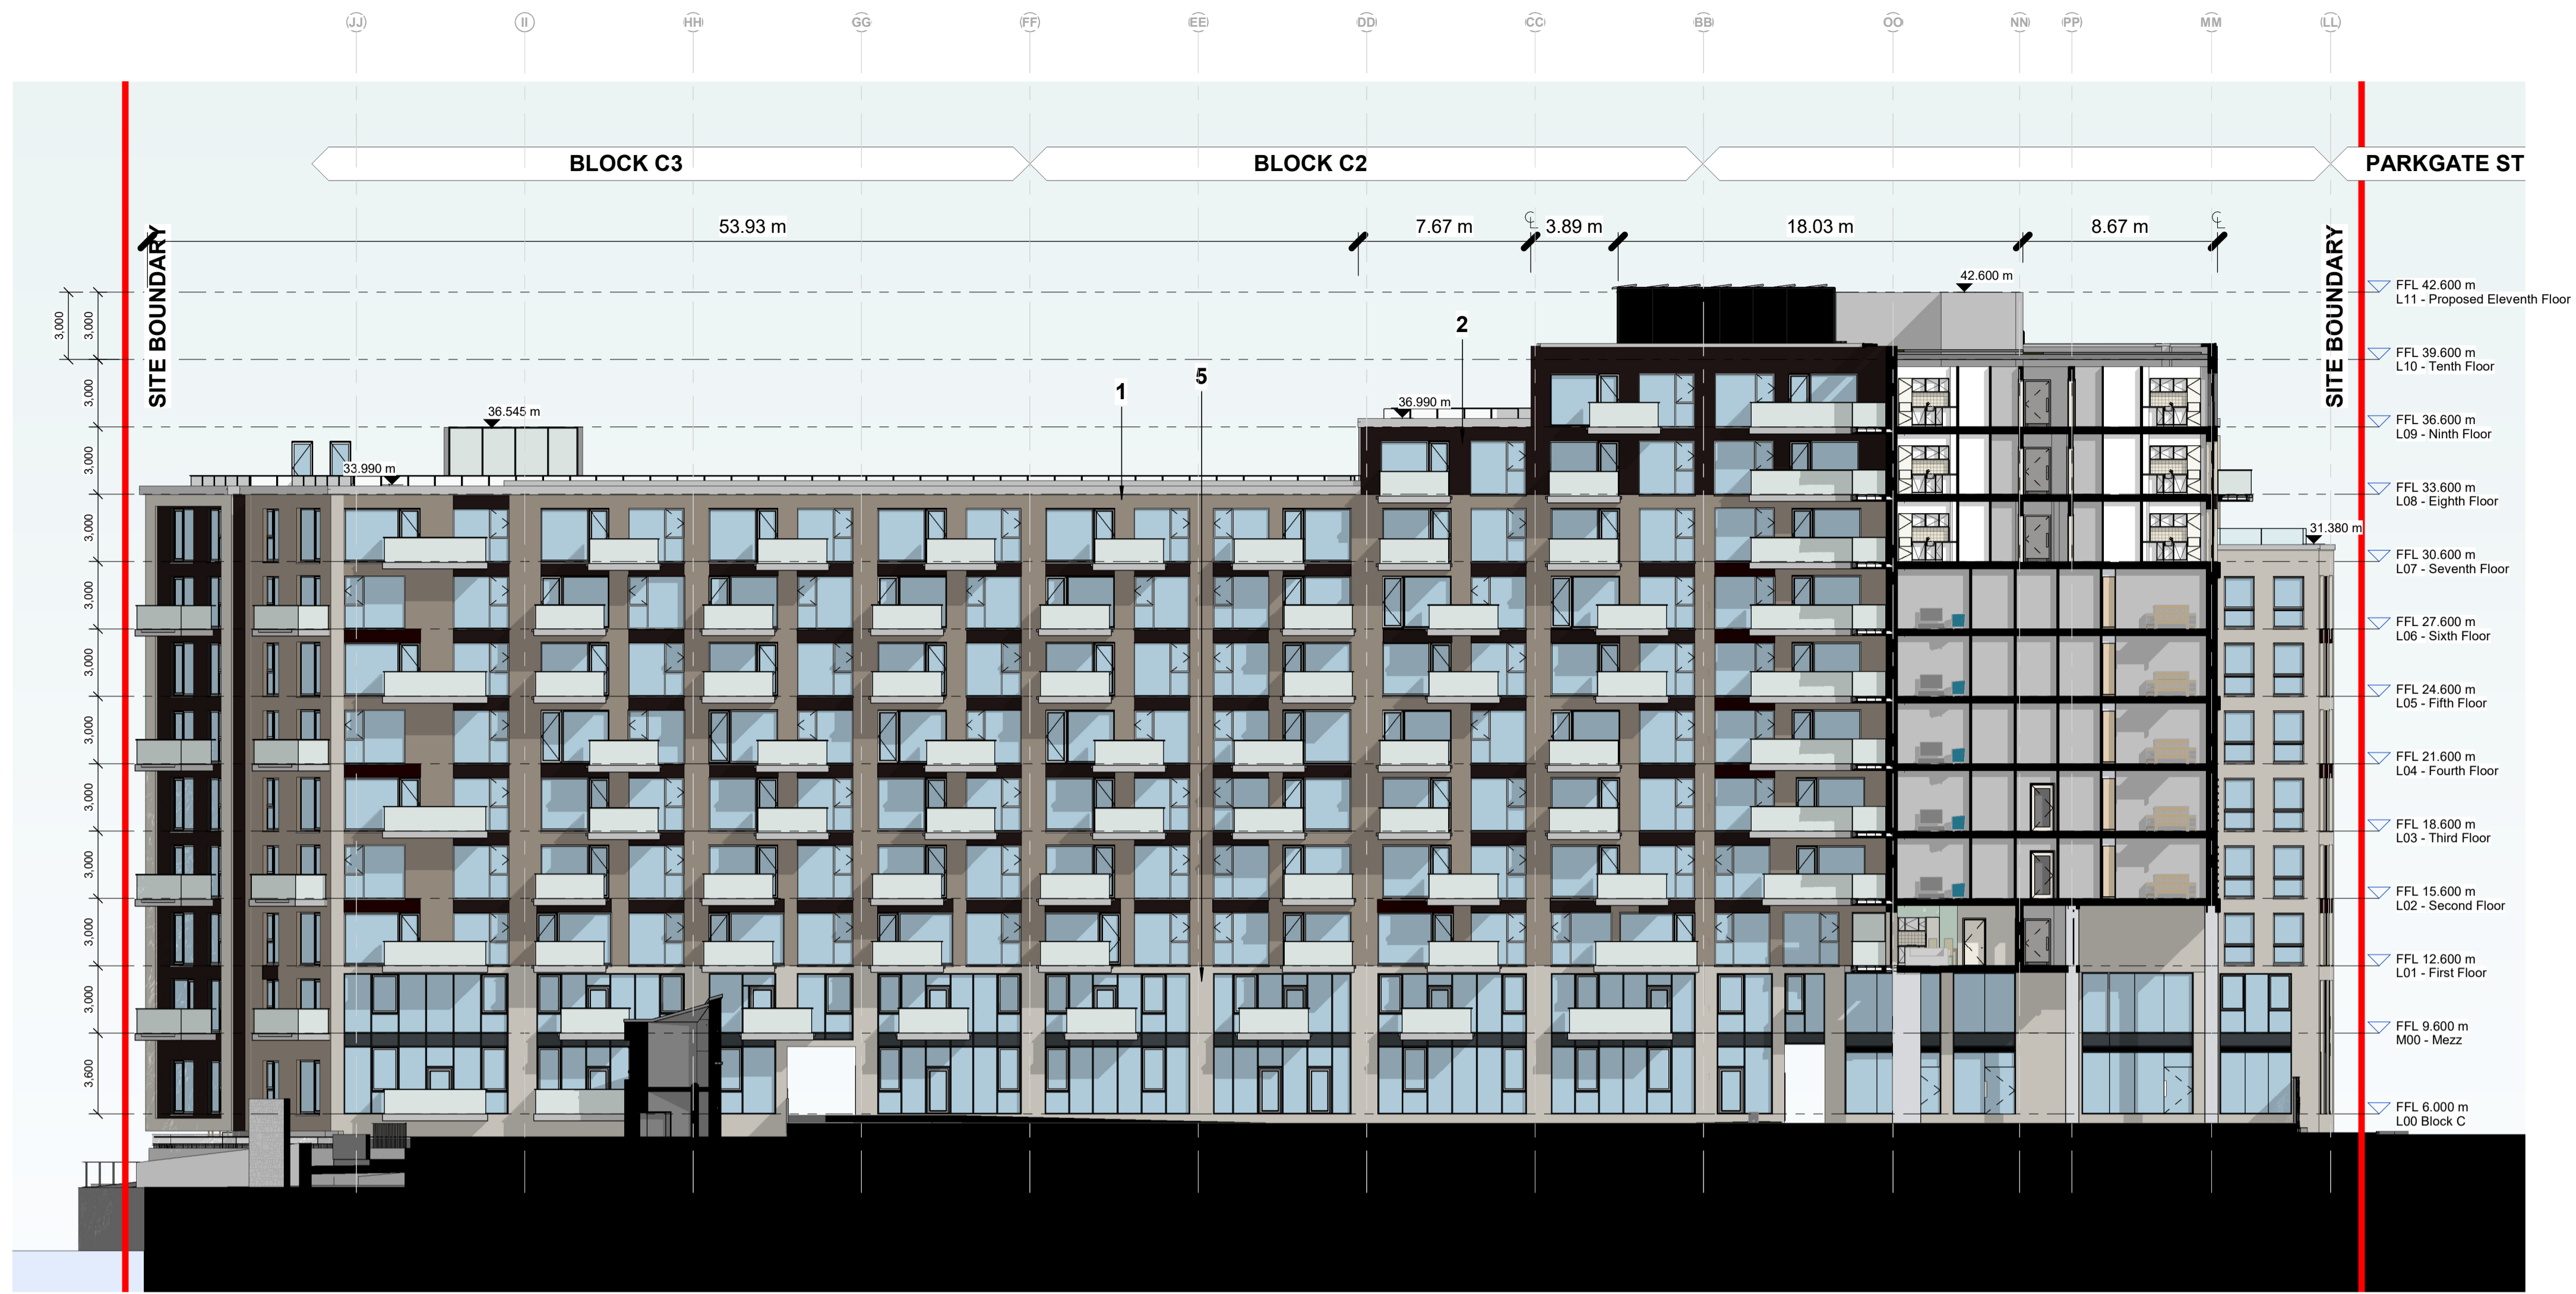 JJ
II
HH
GG
FF
EE
DD
CC
BB
OO
NN
PP
MM
LL
BLOCK C3
BLOCK C2
PARKGATE ST
53.93 m
7.67 m
3.89 m
18.03 m
8.67 m
SITE BOUNDARY
SITE BOUNDARY
42.600 m
FFL 42.600 m
L11 - Proposed Eleventh Floor
3,000
3,000
2
FFL 39.600 m
L10 - Tenth Floor
1
5
3,000
36.545 m
36.990 m
FFL 36.600 m
L09 - Ninth Floor
3,000
33.990 m
FFL 33.600 m
L08 - Eighth Floor
3,000
31.380 m
FFL 30.600 m
L07 - Seventh Floor
3,000
FFL 27.600 m
L06 - Sixth Floor
3,000
FFL 24.600 m
L05 - Fifth Floor
3,000
FFL 21.600 m
L04 - Fourth Floor
3,000
FFL 18.600 m
L03 - Third Floor
3,000
FFL 15.600 m
L02 - Second Floor
3,000
FFL 12.600 m
L01 - First Floor
3,000
FFL 9.600 m
M00 - Mezz
3,600
FFL 6.000 m
L00 Block C